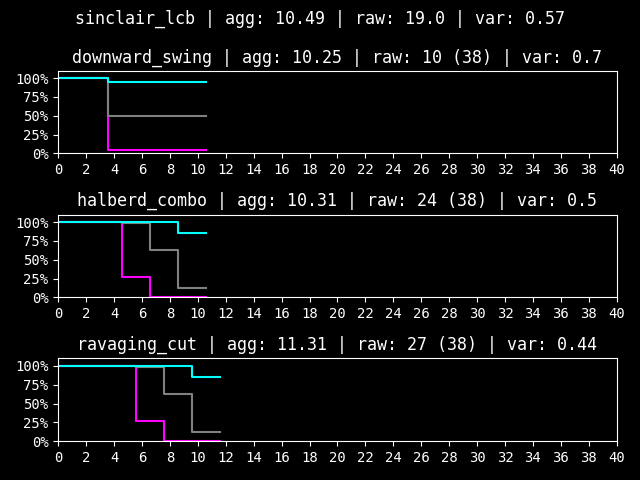 sinclair_lcb | agg: 10.49 | raw: 19.0 | var: 0.57
downward_swing | agg: 10.25 | raw: 10 (38) | var: 0.7
100%
75%
50%
25%
0%
0 2 4 6 8 10 12 14 16 18 20 22 24 26 28 30 32 34 36 38 40
halberd_combo | agg: 10.31 | raw: 24 (38) | var: 0.5
100%
75%
50%
25%
0%
0 2 4 6 8 10 12 14 16 18 20 22 24 26 28 30 32 34 36 38 40
ravaging_cut | agg: 11.31 | raw: 27 (38) | var: 0.44
100%
75%
50%
25%
0%
0 2 4 6 8 10 12 14 16 18 20 22 24 26 28 30 32 34 36 38 40